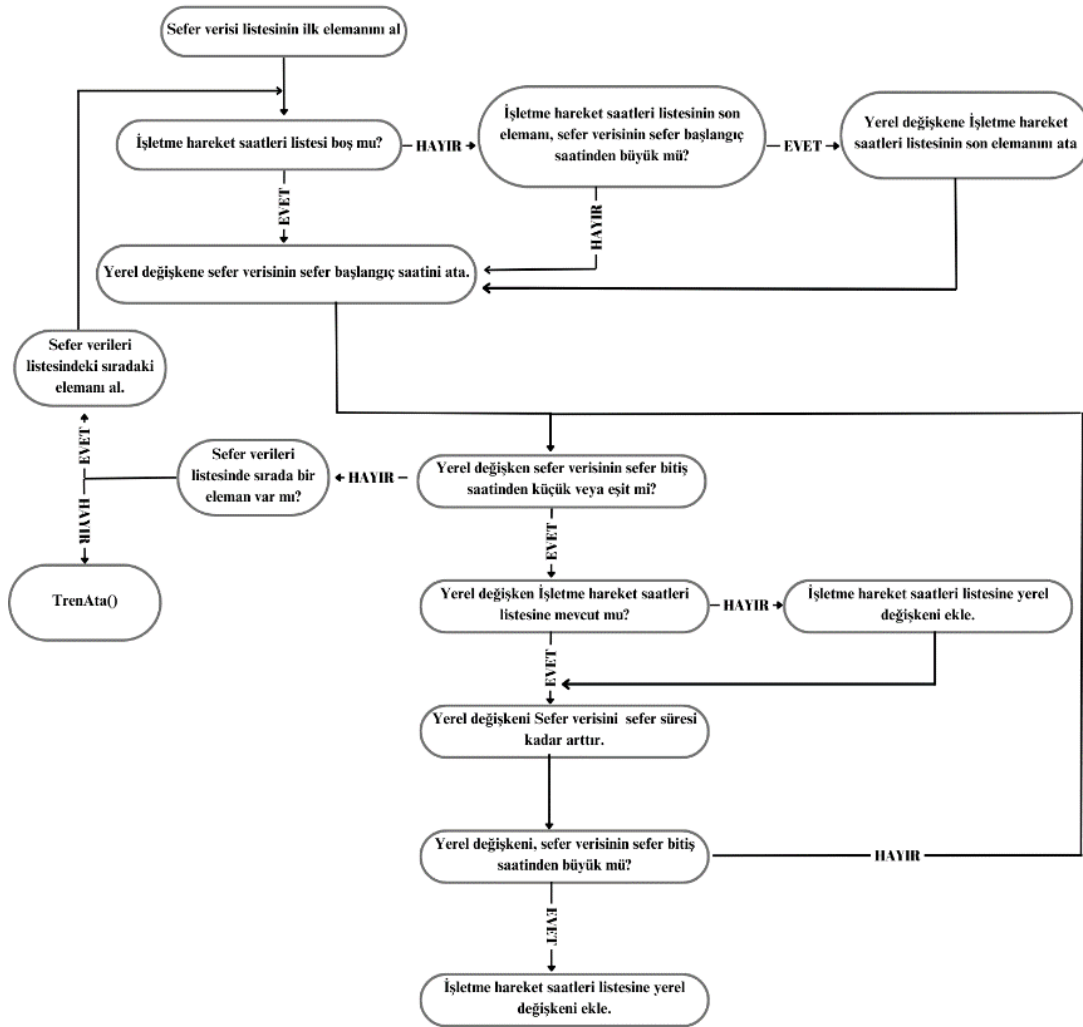 Sefer verisi listesinin ilk elemanını al
İşletme hareket saatleri listesi boş mu?
HAYIR
İşletme hareket saatleri listesinin son
elemanı, sefer verisinin sefer başlangıç
saatinden büyük mü?
EVET
Yerel değişkene İşletme hareket
saatleri listesinin son elemanını ata
EVET
HAYIR
Yerel değişkene sefer verisinin sefer başlangıç saatini ata.
Sefer verileri
listesindeki sıradaki
elemanı al.
EVET
Sefer verileri
listesinde sırada bir
eleman var mı?
HAYIR
Yerel değişken sefer verisinin sefer bitiş
saatinden küçük veya eşit mi?
HAYIR
EVET
TrenAta()
Yerel değişken İşletme hareket saatleri
listesine mevcut mu?
HAYIR
İşletme hareket saatleri listesine yerel
değişkeni ekle.
EVET
Yerel değişkeni Sefer verisini sefer süresi
kadar arttır.
Yerel değişkeni, sefer verisinin sefer bitiş
saatinden büyük mü?
HAYIR
EVET
İşletme hareket saatleri listesine yerel
değişkeni ekle.